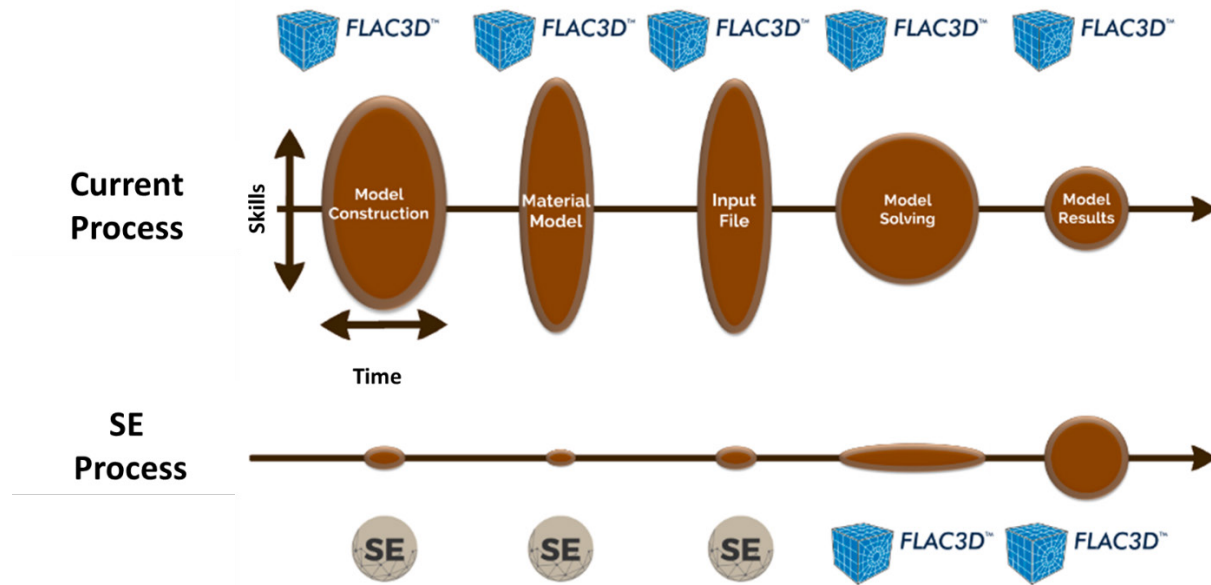 FLAC3D™
FLAC3D™
FLAC3D™
FLAC3D™
FLAC3D™
Current
Process
Skills
Model
Construction
Material
Model
Input
File
Model
Solving
Model
Results
Time
SE
Process
SE
SE
SE
FLAC3D™
FLAC3D™